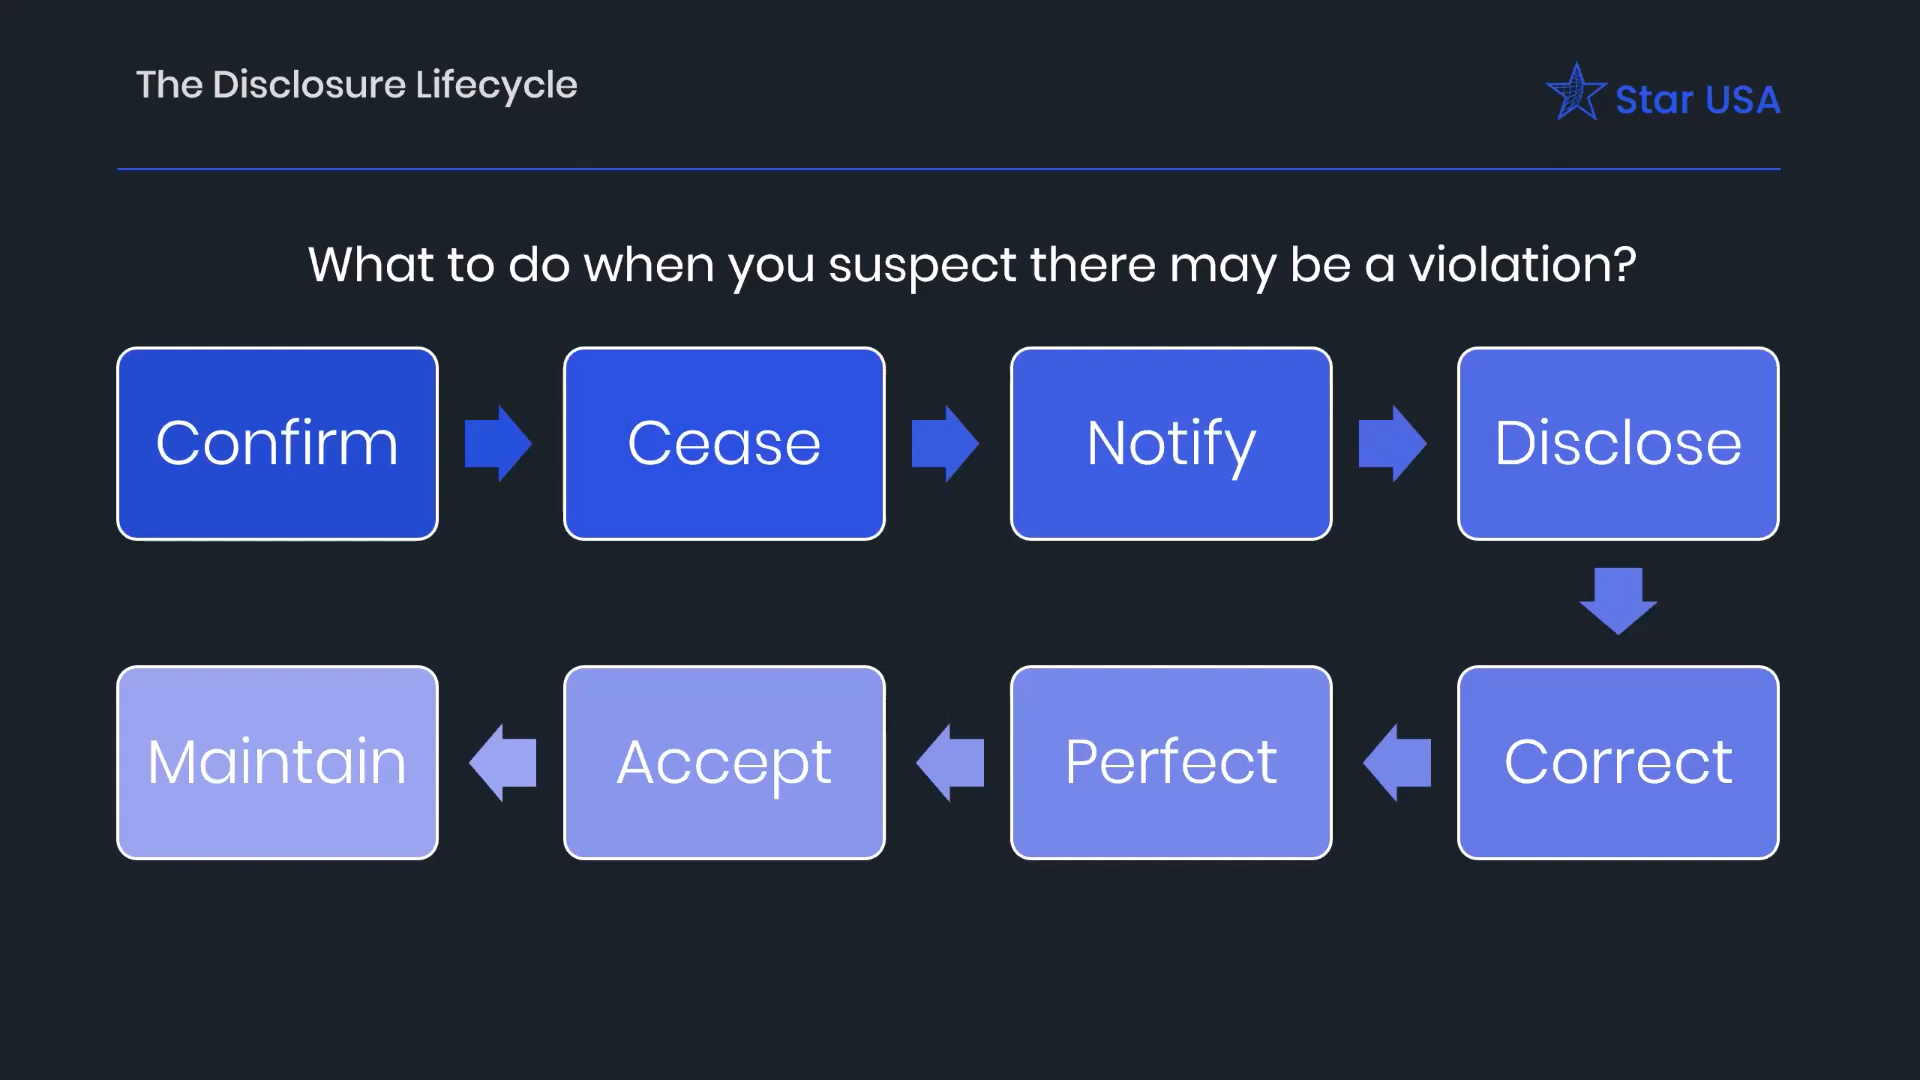 The Disclosure Lifecycle
Star USA
What to do when you suspect there may be a violation?
Confirm
Cease
Notify
Disclose
Correct
Perfect
Accept
Maintain